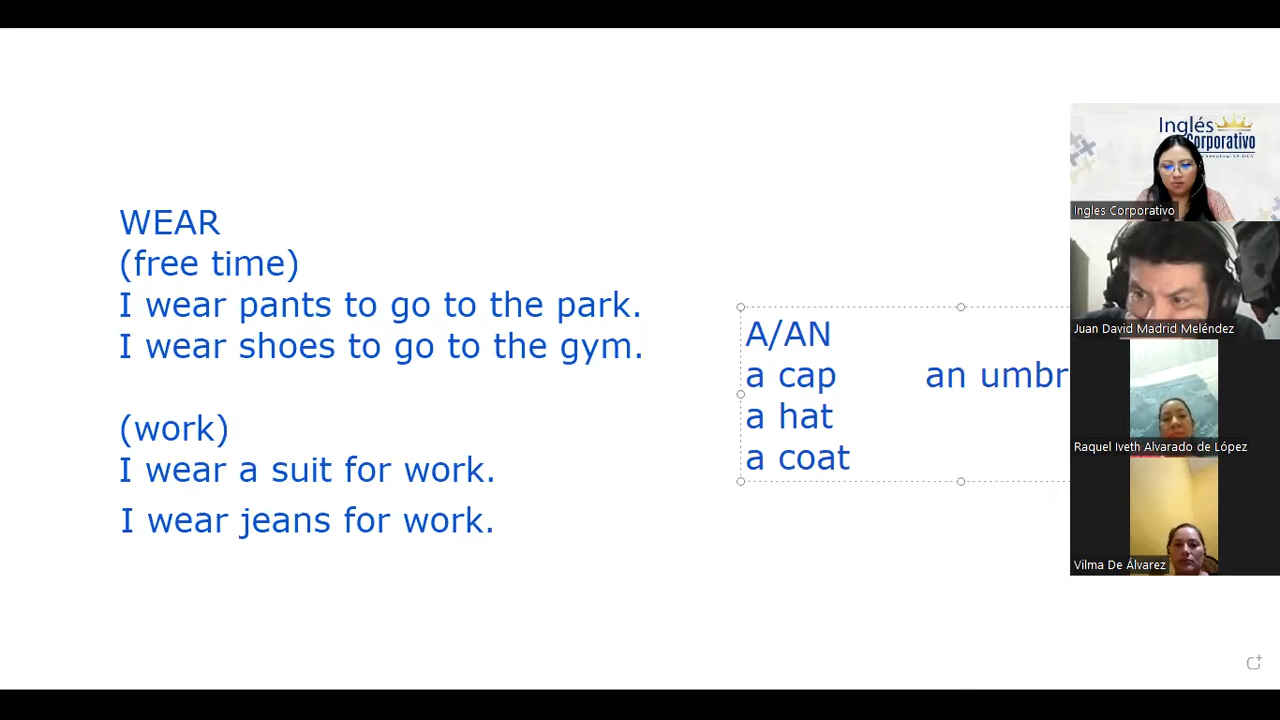 WEAR
(free time)
I wear pants to go to the park.
I wear shoes to go to the gym.
(work)
I wear a suit for work.
I wear jeans for work.
A/AN
a cap an umbr
a hat
a coat
Inglés
Corporativo
Ingles Corporativo
Juan David Madrid Meléndez
Raquel Iveth Alvarado de López
Vilma De Álvarez